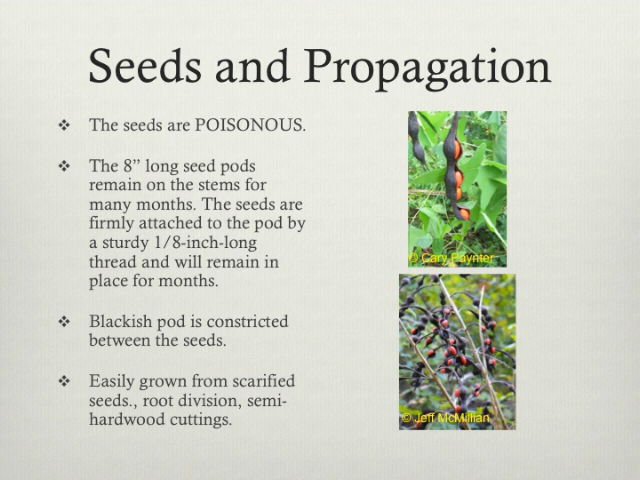 Seeds and Propagation
❖ The seeds are POISONOUS.
❖ The 8” long seed pods
remain on the stems for
many months. The seeds are
firmly attached to the pod by
a sturdy 1/8-inch-long
thread and will remain in
place for months.
❖ Blackish pod is constricted
between the seeds.
❖ Easily grown from scarified
seeds., root division, semi-
hardwood cuttings.
© Cary Paynter
© Jeff McMillian